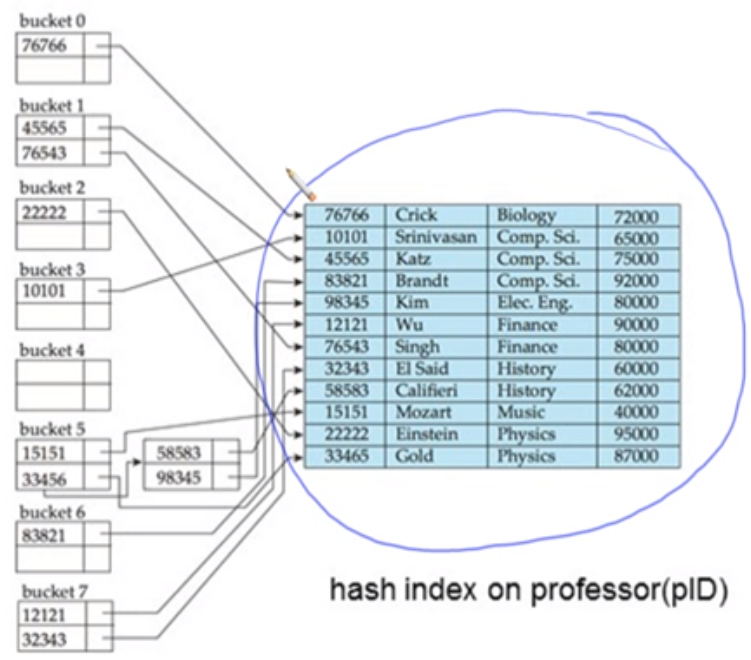 bucket 0
76766
bucket 1
45565
76543
bucket 2
22222
bucket 3
10101
bucket 4
bucket 5
15151
33456
58583
98345
bucket 6
83821
bucket 7
12121
32343
76766 Crick Biology 72000
10101 Srinivasan Comp. Sci. 65000
45565 Katz Comp. Sci. 75000
83821 Brandt Comp. Sci. 92000
98345 Kim Elec. Eng. 80000
12121 Wu Finance 90000
76543 Singh Finance 80000
32343 El Said History 60000
58583 Califieri History 62000
15151 Mozart Music 40000
22222 Einstein Physics 95000
33465 Gold Physics 87000
hash index on professor(pID)